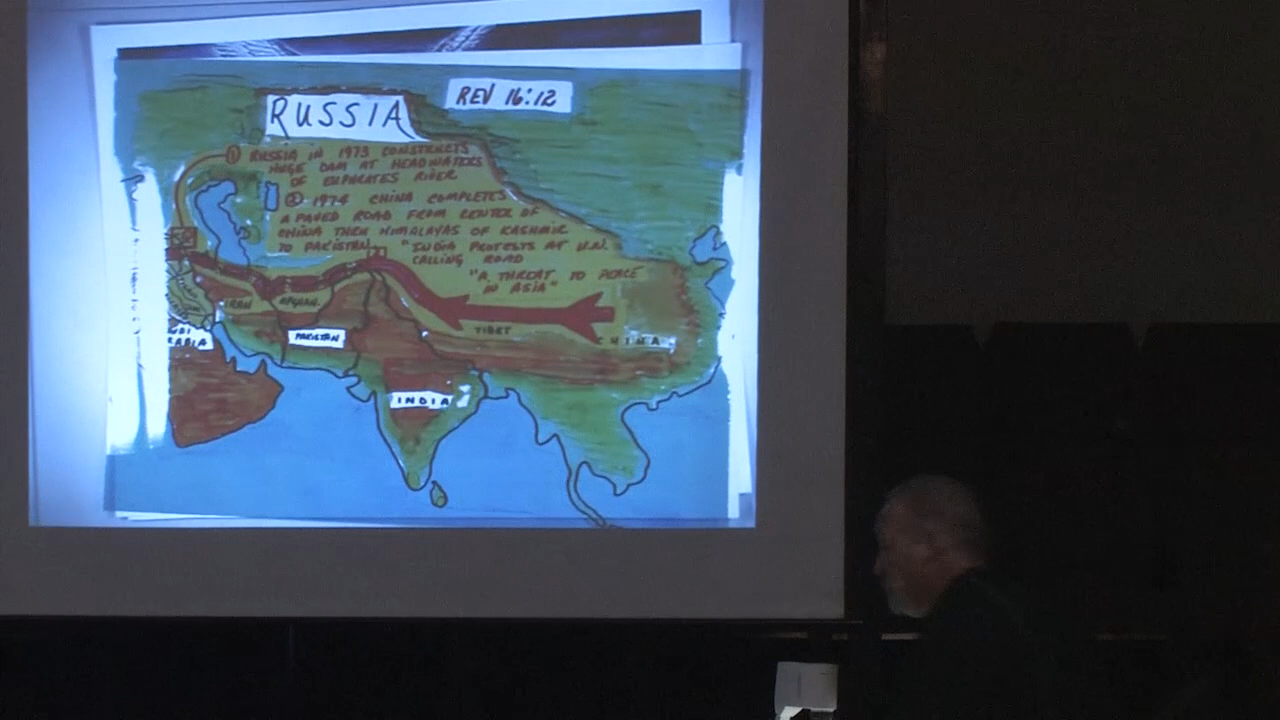 RUSSIA
REV 16:12
① RUSSIA IN 1973 CONSTRUCTS
HUGE DAM AT HEADWATERS
OF EUPHRATES RIVER
② 1974 CHINA COMPLETES
A PAVED ROAD FROM CENTER OF
CHINA THRU HIMALAYAS OF KASHMIR
TO PAKISTAN "INDIA PROTESTS AT U.N.
CALLING ROAD
"A THREAT TO PEACE
IN ASIA"
IRAN
AFGHAN.
TIBET
PAKISTAN
CHINA
INDIA